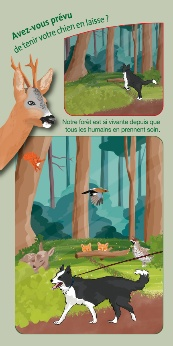 Avez-vous prévu
de tenir votre chien en laisse ?
Notre forêt est si vivante depuis que
tous les humains en prennent soin.